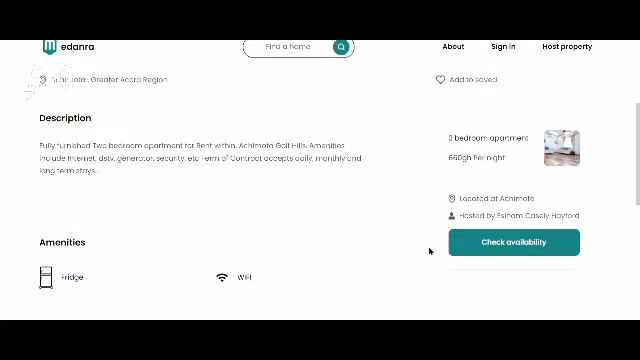 edanra
Find a home
About
Sign in
Host property
Achimota . Greater Accra Region
Add to saved
Description
Fully furnished Two bedroom apartment for Rent within, Achimota Golf Hills. Amenities
include Internet, dstv, generator, security, etc Term of Contract accepts daily, monthly and
long term stays..
2 bedroom apartment
660gh Per night
Located at Achimota
Hosted by Esinam Casely Hayford
Check availability
Amenities
Fridge
WIFI